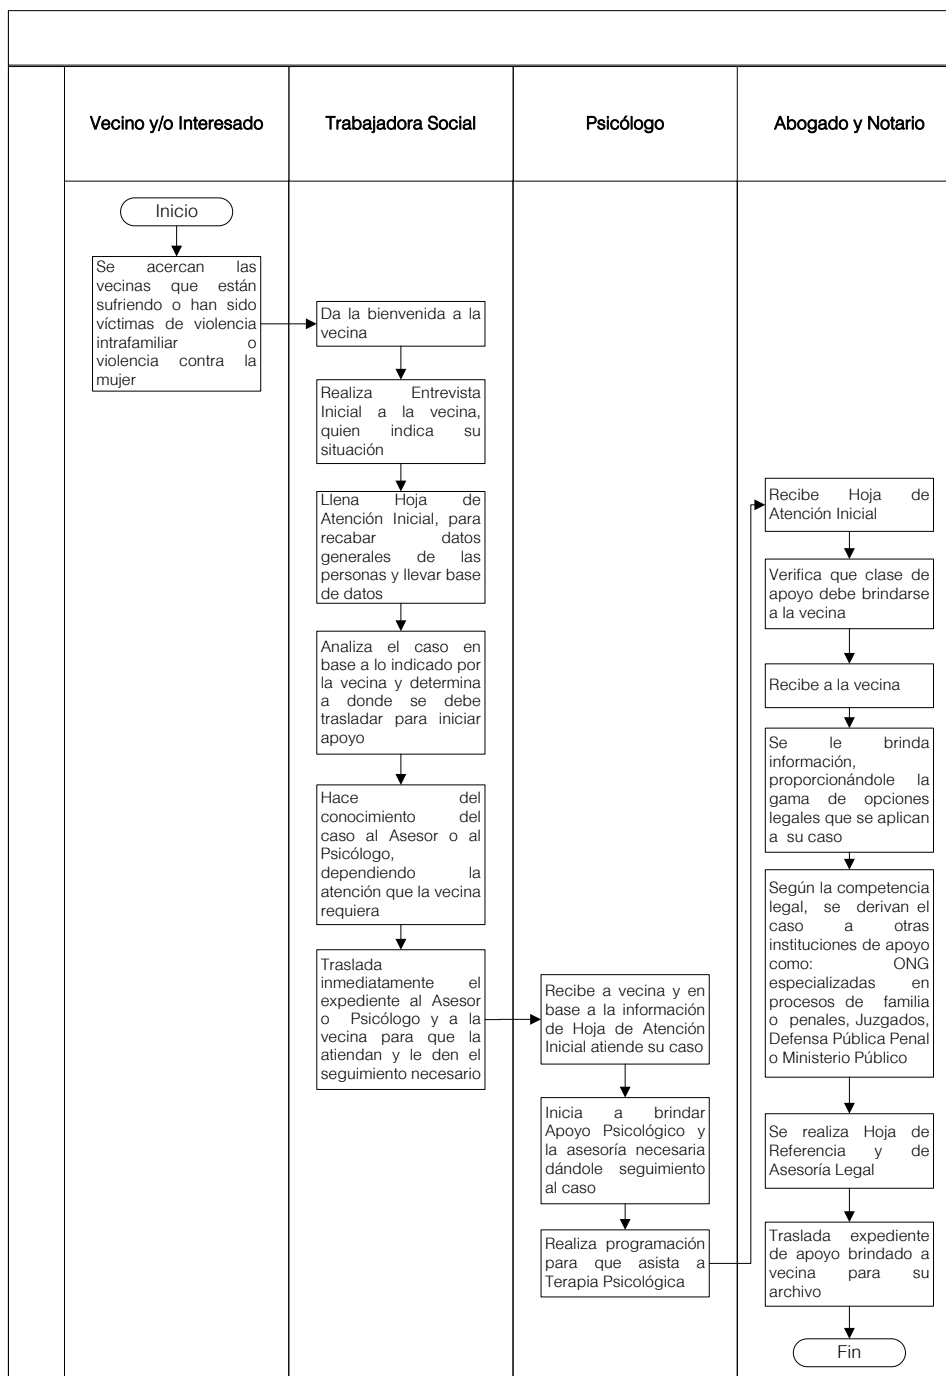 Vecino y/o Interesado
Trabajadora Social
Psicólogo
Abogado y Notario
Inicio
Se acercan las
vecinas que están
sufriendo o han sido
víctimas de violencia
intrafamiliar o
violencia contra la
mujer
Da la bienvenida a la
vecina
Realiza Entrevista
Inicial a la vecina,
quien indica su
situación
Llena Hoja de
Atención Inicial, para
recabar datos
generales de las
personas y llevar base
de datos
Analiza el caso en
base a lo indicado por
la vecina y determina
a donde se debe
trasladar para iniciar
apoyo
Hace del
conocimiento del
caso al Asesor o al
Psicólogo,
dependiendo la
atención que la vecina
requiera
Traslada
inmediatamente el
expediente al Asesor
o Psicólogo y a la
vecina para que la
atiendan y le den el
seguimiento necesario
Recibe a vecina y en
base a la información
de Hoja de Atención
Inicial atiende su caso
Inicia a brindar
Apoyo Psicológico y
la asesoría necesaria
dándole seguimiento
al caso
Realiza programación
para que asista a
Terapia Psicológica
Recibe Hoja de
Atención Inicial
Verifica que clase de
apoyo debe brindarse
a la vecina
Recibe a la vecina
Se le brinda
información,
proporcionándole la
gama de opciones
legales que se aplican
a su caso
Según la competencia
legal, se derivan el
caso a otras
instituciones de apoyo
como: ONG
especializadas en
procesos de familia
o penales, Juzgados,
Defensa Pública Penal
o Ministerio Público
Se realiza Hoja de
Referencia y de
Asesoría Legal
Traslada expediente
de apoyo brindado a
vecina para su
archivo
Fin